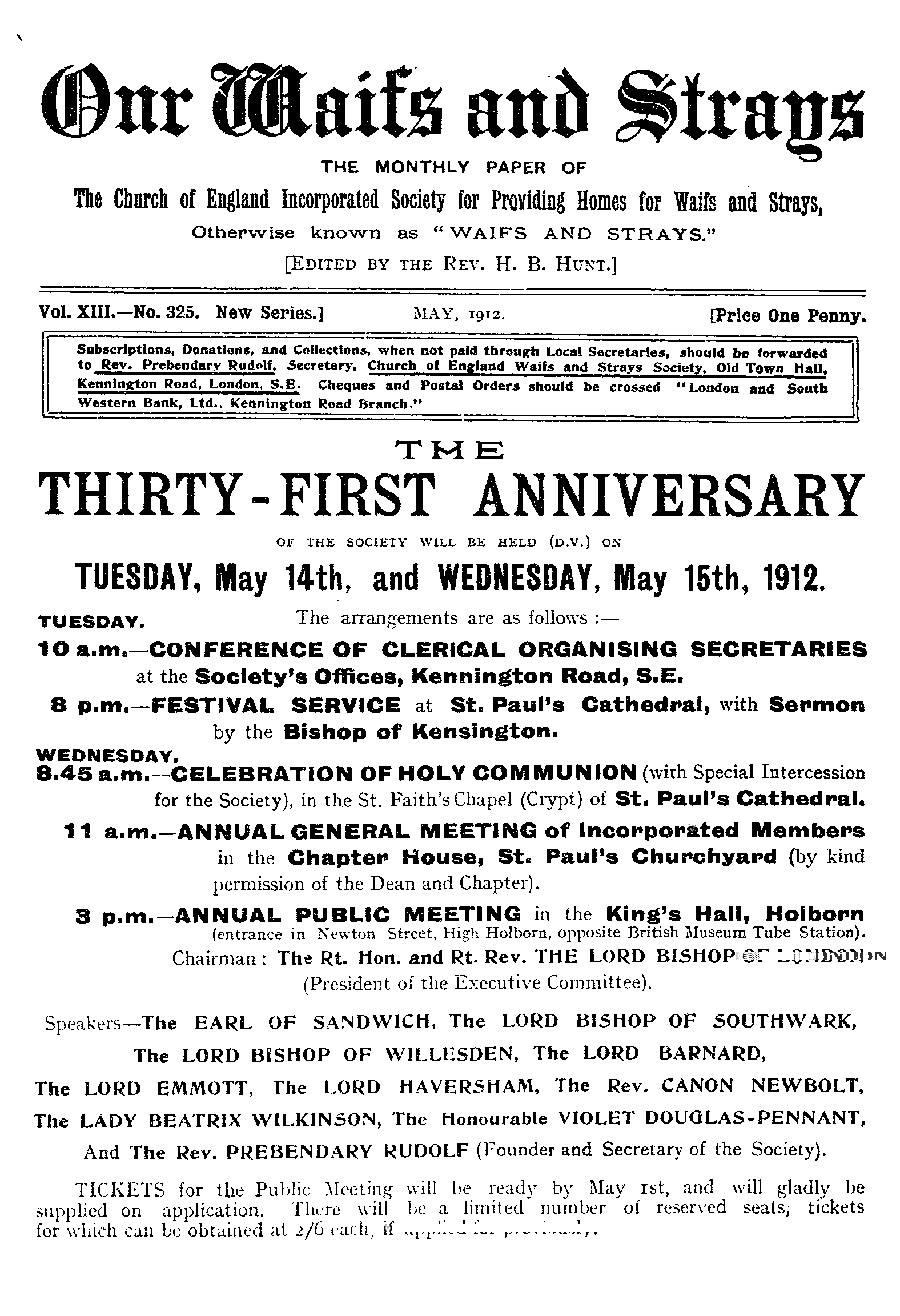 Our Waifs and Strays
THE MONTHLY PAPER OF
The Church of England Incorporated Society for Providing Homes for Waifs and Strays,
Otherwise known as “WAIFS AND STRAYS.”
[EDITED BY THE REV. H. B. HUNT.]
Vol. XIII.—No. 325. New Series.] MAY, 1912. [Price One Penny.
Subscriptions, Donations, and Collections, when not paid through Local Secretaries, should be forwarded
to Rev. Prebendary Rudolf, Secretary, Church of England Waifs and Strays Society, Old Town Hall,
Kennington Road, London, S.E. Cheques and Postal Orders should be crossed “London and South
Western Bank, Ltd., Kennington Road Branch.”
THE
THIRTY-FIRST ANNIVERSARY
OF THE SOCIETY WILL BE HELD (D.V.) ON
TUESDAY, May 14th, and WEDNESDAY, May 15th, 1912.
TUESDAY. The arrangements are as follows :—
10 a.m.—CONFERENCE OF CLERICAL ORGANISING SECRETARIES
at the Society's Offices, Kennington Road, S.E.
8 p.m.—FESTIVAL SERVICE at St. Paul's Cathedral, with Sermon
by the Bishop of Kensington.
WEDNESDAY.
8.45 a.m.—CELEBRATION OF HOLY COMMUNION (with Special Intercession
for the Society), in the St. Faith's Chapel (Crypt) of St. Paul's Cathedral.
11 a.m.—ANNUAL GENERAL MEETING of Incorporated Members
in the Chapter House, St. Paul's Churchyard (by kind
permission of the Dean and Chapter).
3 p.m.—ANNUAL PUBLIC MEETING in the King's Hall, Holborn
(entrance in Newton Street, High Holborn, opposite British Museum Tube Station).
Chairman : The Rt. Hon. and Rt. Rev. THE LORD BISHOP OF LONDON
(President of the Executive Committee).
Speakers—The EARL OF SANDWICH, The LORD BISHOP OF SOUTHWARK,
The LORD BISHOP OF WILLESDEN, The LORD BARNARD,
The LORD EMMOTT, The LORD HAVERSHAM, The Rev. CANON NEWBOLT,
The LADY BEATRIX WILKINSON, The Honourable VIOLET DOUGLAS-PENNANT,
And The Rev. PREBENDARY RUDOLF (Founder and Secretary of the Society).
TICKETS for the Public Meeting will be ready by May 1st, and will gladly be
supplied on application. There will be a limited number of reserved seats, tickets
for which can be obtained at 2/6 each, if